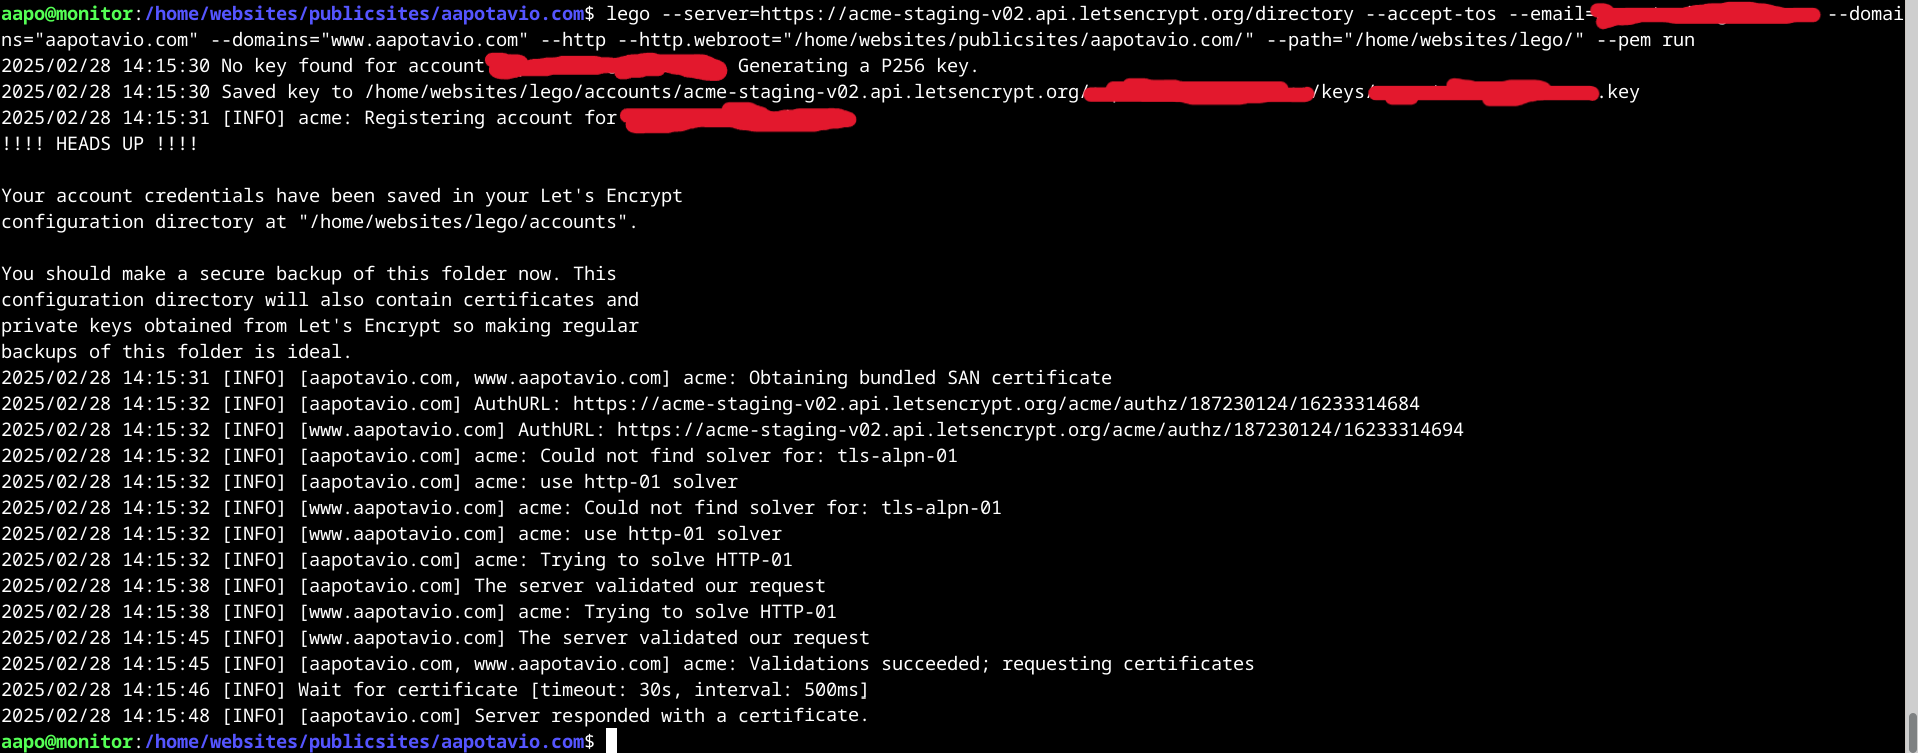 aapo@monitor:/home/websites/publicsites/aapotavio.com$ lego --server=https://acme-staging-v02.api.letsencrypt.org/directory --accept-tos --email= --domai
ns="aapotavio.com" --domains="www.aapotavio.com" --http --http.webroot="/home/websites/publicsites/aapotavio.com/" --path="/home/websites/lego/" --pem run
2025/02/28 14:15:30 No key found for account Generating a P256 key.
2025/02/28 14:15:30 Saved key to /home/websites/lego/accounts/acme-staging-v02.api.letsencrypt.org/ /keys/ .key
2025/02/28 14:15:31 [INFO] acme: Registering account for
!!!! HEADS UP !!!!
Your account credentials have been saved in your Let's Encrypt
configuration directory at "/home/websites/lego/accounts".
You should make a secure backup of this folder now. This
configuration directory will also contain certificates and
private keys obtained from Let's Encrypt so making regular
backups of this folder is ideal.
2025/02/28 14:15:31 [INFO] [aapotavio.com, www.aapotavio.com] acme: Obtaining bundled SAN certificate
2025/02/28 14:15:32 [INFO] [aapotavio.com] AuthURL: https://acme-staging-v02.api.letsencrypt.org/acme/authz/187230124/16233314684
2025/02/28 14:15:32 [INFO] [www.aapotavio.com] AuthURL: https://acme-staging-v02.api.letsencrypt.org/acme/authz/187230124/16233314694
2025/02/28 14:15:32 [INFO] [aapotavio.com] acme: Could not find solver for: tls-alpn-01
2025/02/28 14:15:32 [INFO] [aapotavio.com] acme: use http-01 solver
2025/02/28 14:15:32 [INFO] [www.aapotavio.com] acme: Could not find solver for: tls-alpn-01
2025/02/28 14:15:32 [INFO] [www.aapotavio.com] acme: use http-01 solver
2025/02/28 14:15:32 [INFO] [aapotavio.com] acme: Trying to solve HTTP-01
2025/02/28 14:15:38 [INFO] [aapotavio.com] The server validated our request
2025/02/28 14:15:38 [INFO] [www.aapotavio.com] acme: Trying to solve HTTP-01
2025/02/28 14:15:45 [INFO] [www.aapotavio.com] The server validated our request
2025/02/28 14:15:45 [INFO] [aapotavio.com, www.aapotavio.com] acme: Validations succeeded; requesting certificates
2025/02/28 14:15:46 [INFO] Wait for certificate [timeout: 30s, interval: 500ms]
2025/02/28 14:15:48 [INFO] [aapotavio.com] Server responded with a certificate.
aapo@monitor:/home/websites/publicsites/aapotavio.com$